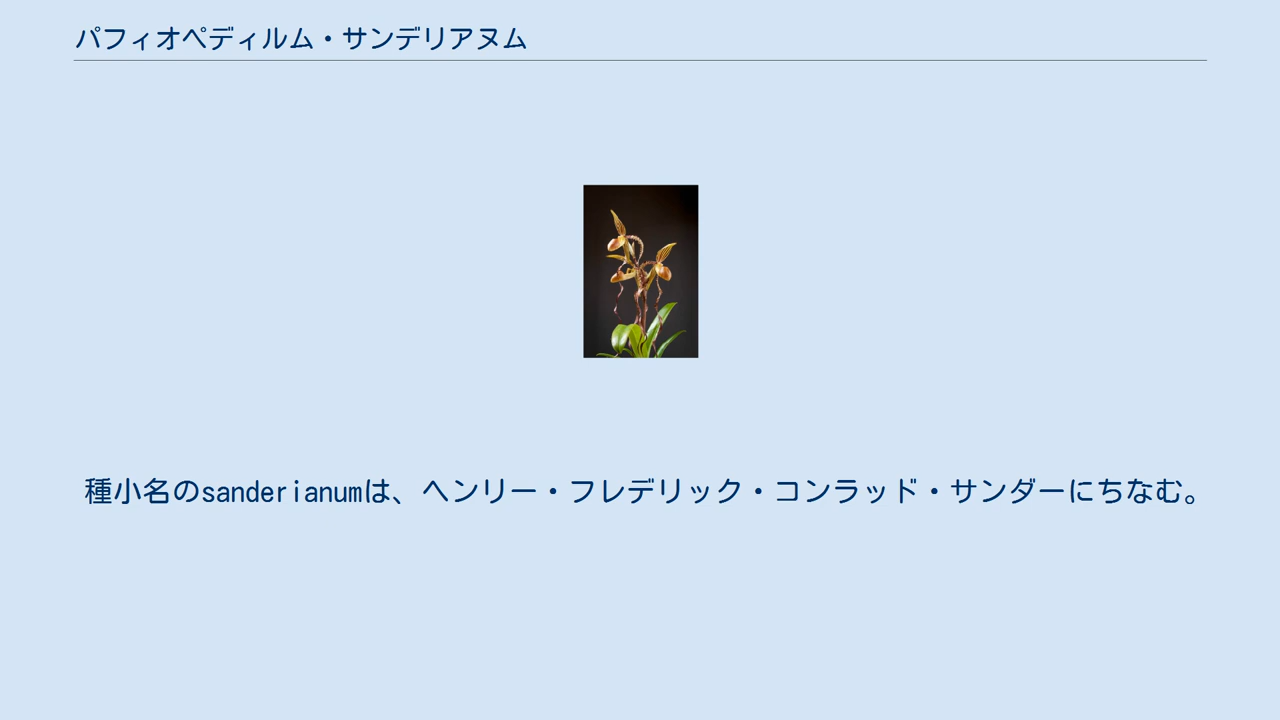 パフィオペディルム・サンデリアヌム
種小名のsanderianumは、ヘンリー・フレデリック・コンラッド・サンダーにちなむ。